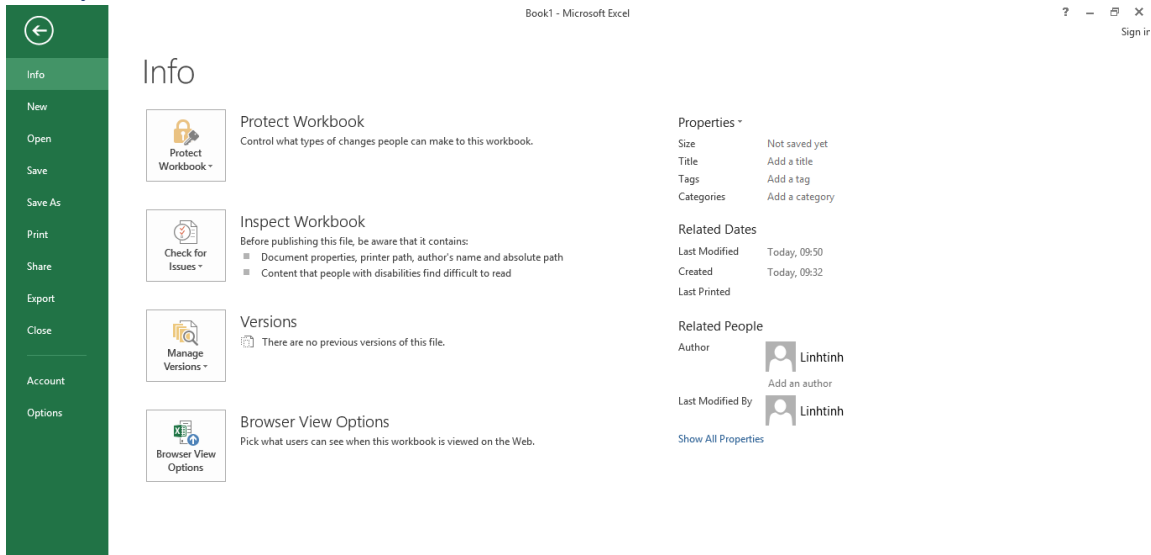 Book1 - Microsoft Excel
?
Sign in
Info
New
Open
Save
Save As
Print
Share
Export
Close
Account
Options
Info
Protect Workbook
Protect Workbook
Control what types of changes people can make to this workbook.
Check for Issues
Inspect Workbook
Before publishing this file, be aware that it contains:
Document properties, printer path, author's name and absolute path
Content that people with disabilities find difficult to read
Manage Versions
Versions
There are no previous versions of this file.
Browser View Options
Browser View Options
Pick what users can see when this workbook is viewed on the Web.
Properties
Size Not saved yet
Title Add a title
Tags Add a tag
Categories Add a category
Related Dates
Last Modified Today, 09:50
Created Today, 09:32
Last Printed
Related People
Author Linhtinh
Add an author
Last Modified By Linhtinh
Show All Properties